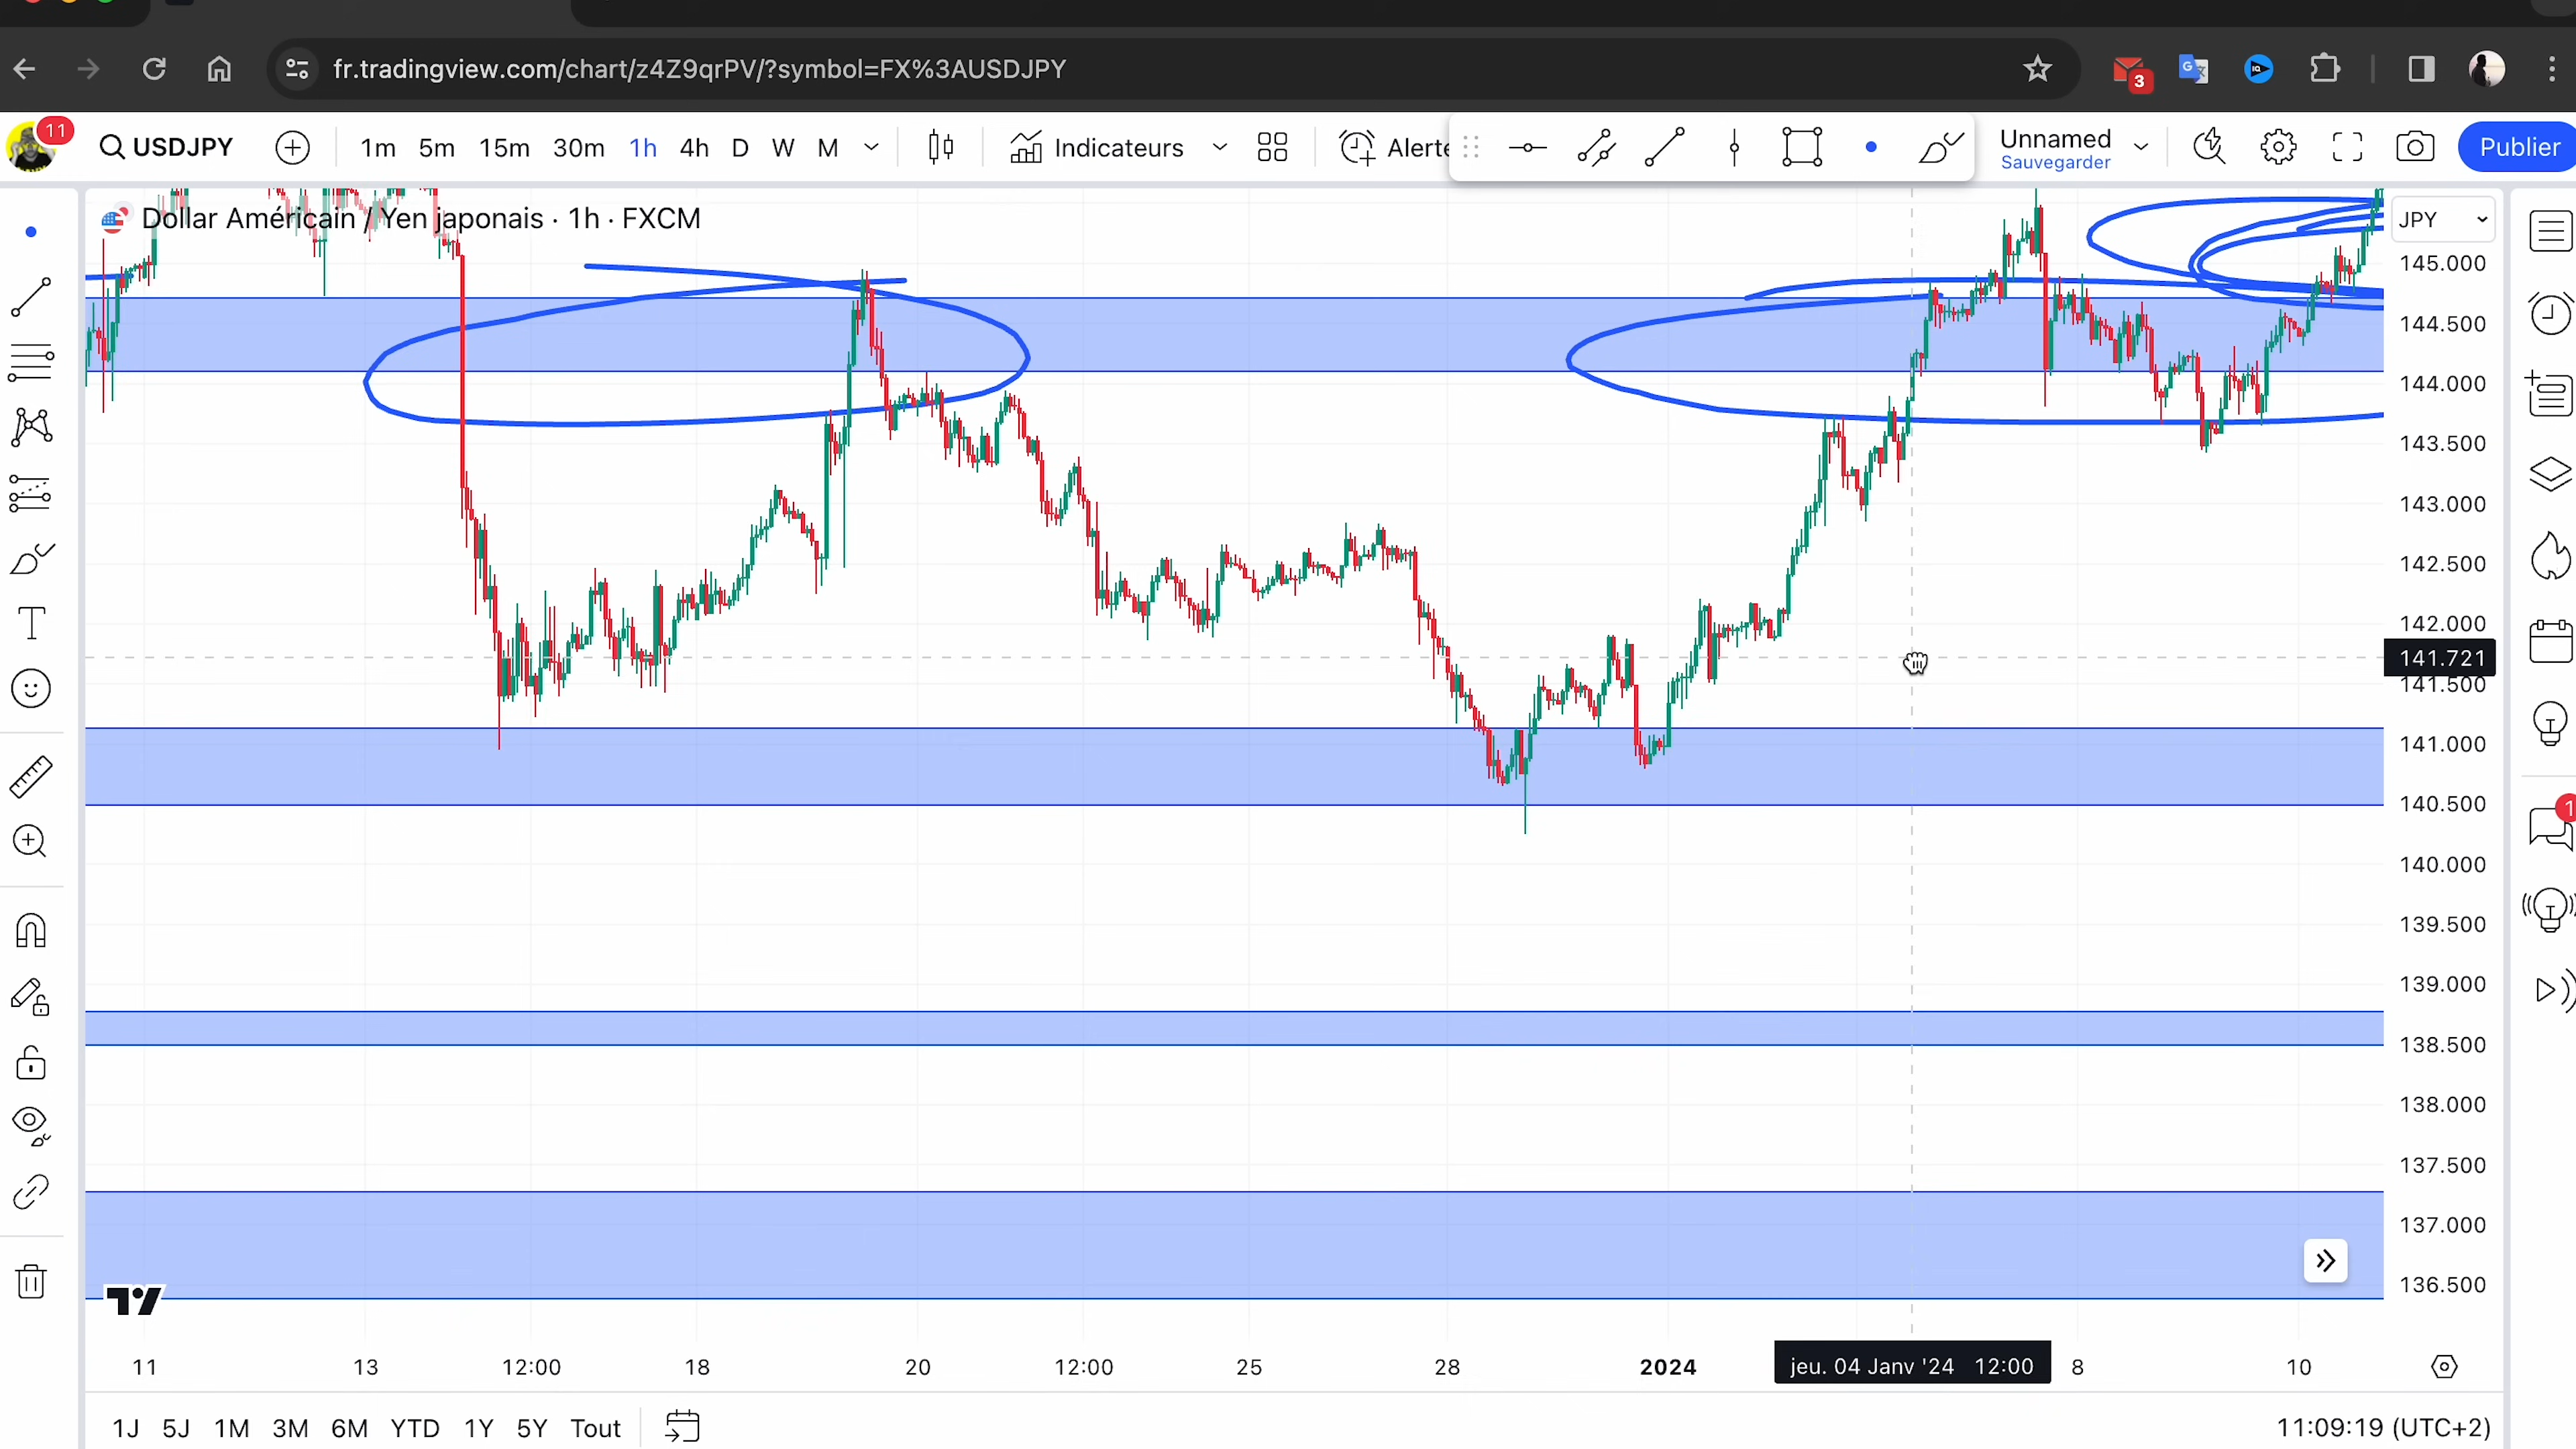 fr.tradingview.com/chart/z4Z9qrPV/?symbol=FX%3AUSDJPY
3
11
USDJPY
1m 5m 15m 30m 1h 4h D W M
Indicateurs
Alerte
Unnamed
Sauvegarder
Publier
Dollar Américain / Yen japonais · 1h · FXCM
JPY
145.000
144.500
144.000
143.500
143.000
142.500
142.000
141.721
141.500
141.000
140.500
140.000
139.500
139.000
138.500
138.000
137.500
137.000
136.500
1
11 13 12:00 18 20 12:00 25 28 2024 jeu. 04 Janv '24 12:00 8 10
1J 5J 1M 3M 6M YTD 1Y 5Y Tout
11:09:19 (UTC+2)